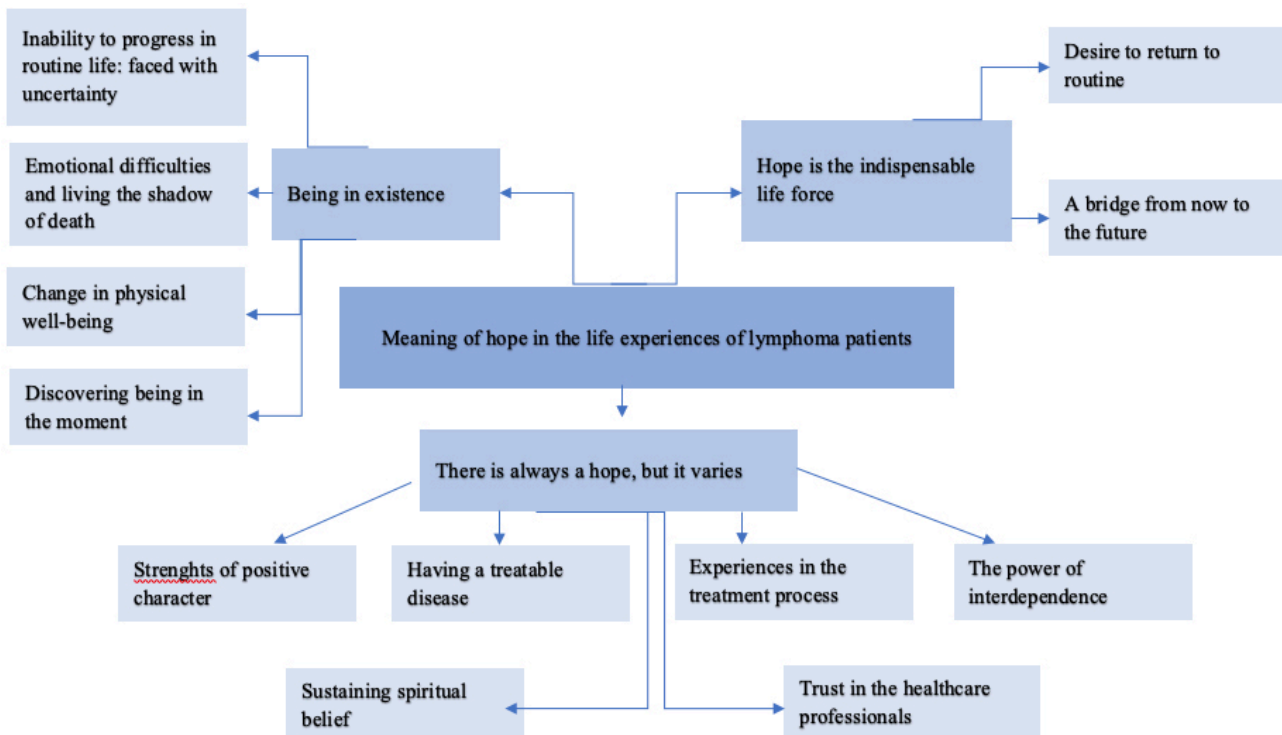 Inability to progress in
routine life: faced with
uncertainty
Emotional difficulties
and living the shadow
of death
Change in physical
well-being
Discovering being in
the moment
Being in existence
Hope is the indispensable
life force
Desire to return to
routine
A bridge from now to
the future
Meaning of hope in the life experiences of lymphoma patients
There is always a hope, but it varies
Strenghts of positive
character
Having a treatable
disease
Experiences in the
treatment process
The power of
interdependence
Sustaining spiritual
belief
Trust in the healthcare
professionals